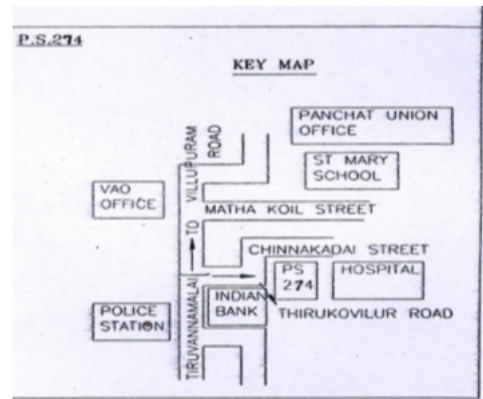 P.S.274
KEY MAP
PANCHAT UNION
OFFICE
ST MARY
SCHOOL
VAO
OFFICE
MATHA KOIL STREET
CHINNAKADAI STREET
PS
274
HOSPITAL
INDIAN
BANK
THIRUKOVILUR ROAD
POLICE
STATION
TIRUVANNAMALAI TO VILLUPURAM
ROAD